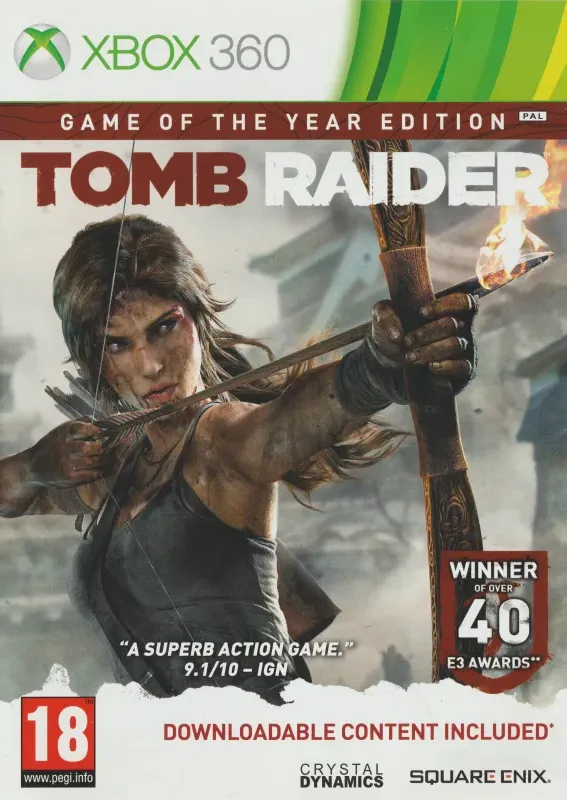 XBOX 360
GAME OF THE YEAR EDITION
PAL
TOMB RAIDER
WINNER
OF OVER
40
E3 AWARDS**
"A SUPERB ACTION GAME."
9.1/10 – IGN
18
www.pegi.info
DOWNLOADABLE CONTENT INCLUDED*
CRYSTAL
DYNAMICS
SQUARE ENIX.